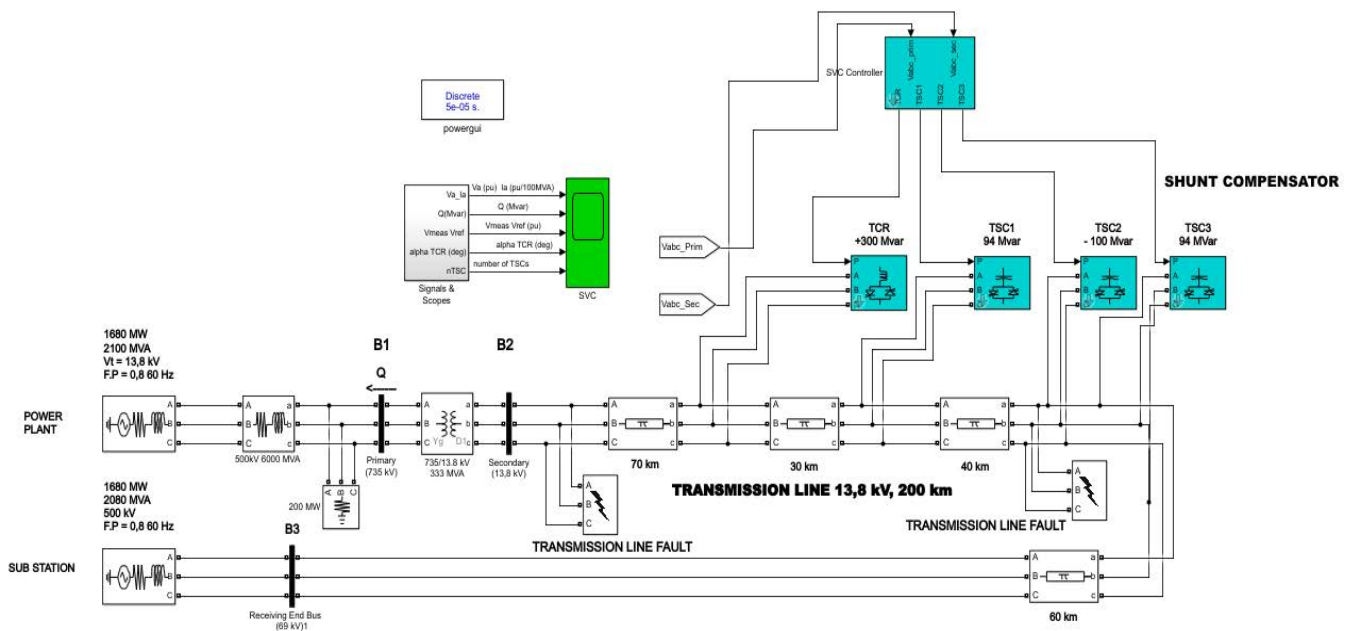 Vabc_prim
Vabc_sec
SVC Controller
TCR
TSC1
TSC2
TSC3
Discrete
5e-05 s.
powergui
Va_Ia
Q(Mvar)
Vmeas Vref
alpha TCR (deg)
nTSC
Va (pu) Ia (pu/100MVA)
Q (Mvar)
Vmeas Vref (pu)
alpha TCR (deg)
number of TSCs
Signals &
Scopes
SVC
SHUNT COMPENSATOR
Vabc_Prim
Vabc_Sec
TCR
+300 Mvar
TSC1
94 Mvar
TSC2
- 100 Mvar
TSC3
94 MVar
P
A
B
P
A
B
P
A
B
P
A
B
1680 MW
2100 MVA
Vt = 13,8 kV
F.P = 0,8 60 Hz
POWER
PLANT
A
B
C
A
B
C
a
b
c
500kV 6000 MVA
A
B
C
200 MW
B1
Q
<-----
Primary
(735 kV)
A
B
C
Yg
D1
a
b
c
735/13.8 kV
333 MVA
B2
Secondary
(13,8 kV)
A
B
C
π
a
b
c
70 km
A
B
C
π
a
b
c
30 km
A
B
C
π
a
b
c
40 km
TRANSMISSION LINE 13,8 kV, 200 km
A
B
C
TRANSMISSION LINE FAULT
A
B
C
TRANSMISSION LINE FAULT
1680 MW
2080 MVA
500 kV
F.P = 0,8 60 Hz
SUB STATION
A
B
C
B3
Receiving End Bus
(69 kV)1
A
B
C
π
a
b
c
60 km